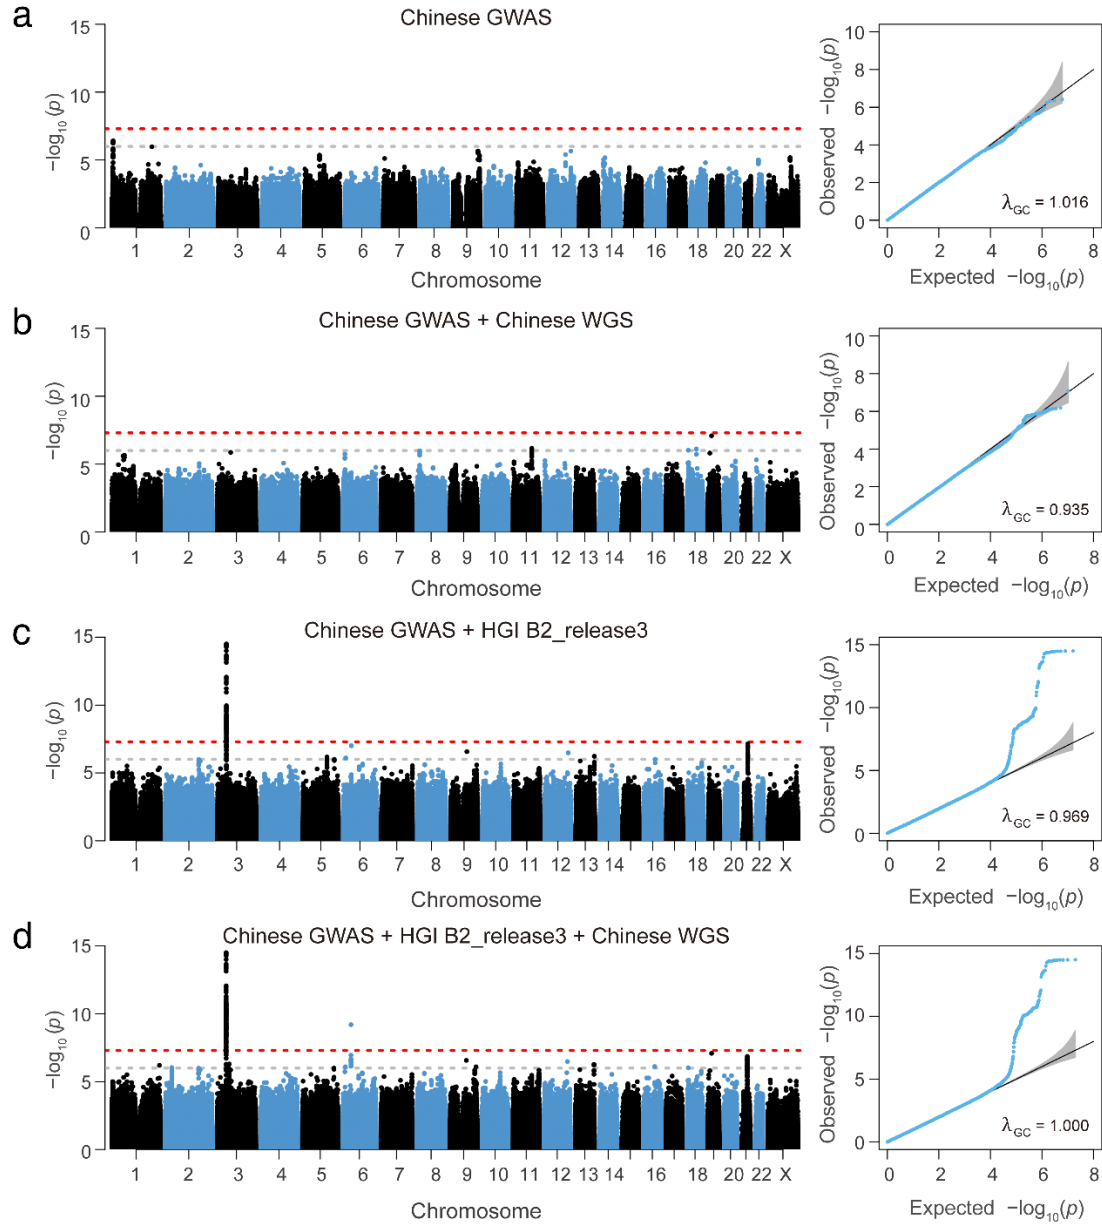 a
Chinese GWAS
15
10
5
0
−log10 (p)
1 2 3 4 5 6 7 8 9 10 11 12 13 14 16 18 20 22 X
Chromosome
10
8
6
4
2
0
Observed −log10(p)
λGC = 1.016
0 2 4 6 8
Expected −log10(p)
b
Chinese GWAS + Chinese WGS
15
10
5
0
−log10 (p)
1 2 3 4 5 6 7 8 9 10 11 12 13 14 16 18 20 22 X
Chromosome
10
8
6
4
2
0
Observed −log10(p)
λGC = 0.935
0 2 4 6 8
Expected −log10(p)
c
Chinese GWAS + HGI B2_release3
15
10
5
0
−log10 (p)
1 2 3 4 5 6 7 8 9 10 11 12 13 14 16 18 20 22 X
Chromosome
15
10
5
0
Observed −log10(p)
λGC = 0.969
0 2 4 6 8
Expected −log10(p)
d
Chinese GWAS + HGI B2_release3 + Chinese WGS
15
10
5
0
−log10 (p)
1 2 3 4 5 6 7 8 9 10 11 12 13 14 16 18 20 22 X
Chromosome
15
10
5
0
Observed −log10(p)
λGC = 1.000
0 2 4 6 8
Expected −log10(p)